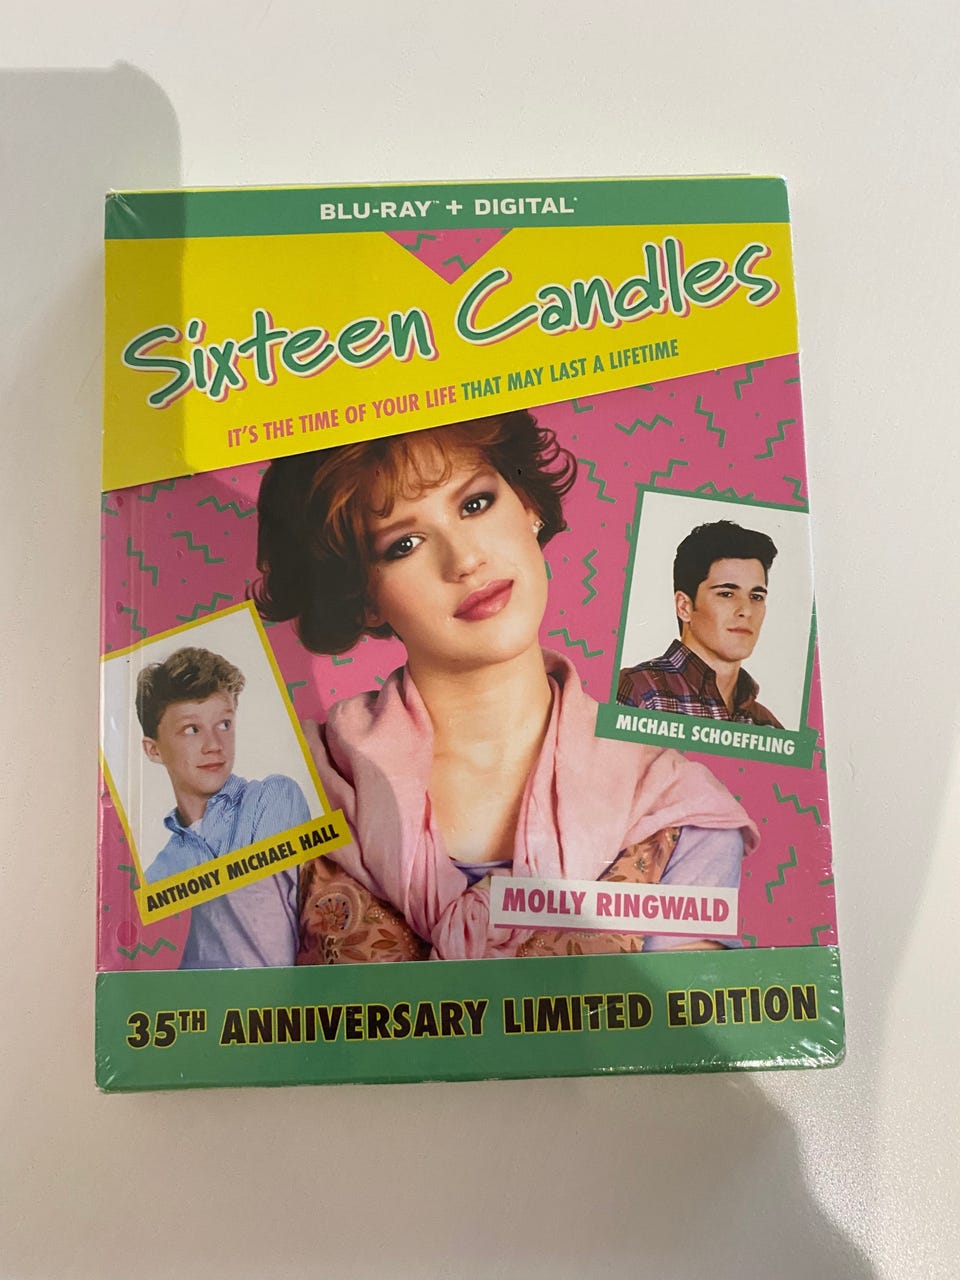 BLU-RAY™ + DIGITAL
Sixteen Candles
IT'S THE TIME OF YOUR LIFE THAT MAY LAST A LIFETIME
MICHAEL SCHOEFFLING
ANTHONY MICHAEL HALL
MOLLY RINGWALD
35TH ANNIVERSARY LIMITED EDITION